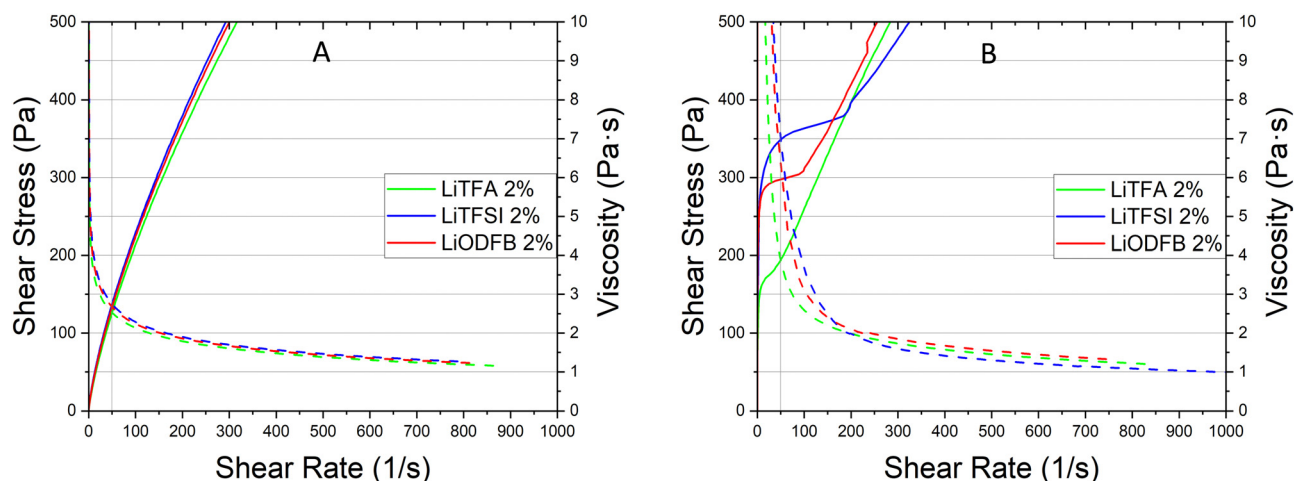 A
Shear Stress (Pa)
500
400
300
200
100
0
10
9
8
7
6
5
4
3
2
1
0
Viscosity (Pa·s)
LiTFA 2%
LiTFSI 2%
LiODFB 2%
0 100 200 300 400 500 600 700 800 900 1000
Shear Rate (1/s)
B
Shear Stress (Pa)
500
400
300
200
100
0
10
9
8
7
6
5
4
3
2
1
0
Viscosity (Pa·s)
LiTFA 2%
LiTFSI 2%
LiODFB 2%
0 100 200 300 400 500 600 700 800 900 1000
Shear Rate (1/s)